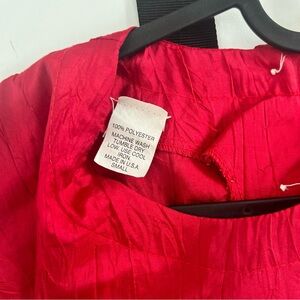 100% POLYESTER
MACHINE WASH
TUMBLE DRY
LOW, USE COOL
IRON.
MADE IN U.S.A.
SMALL